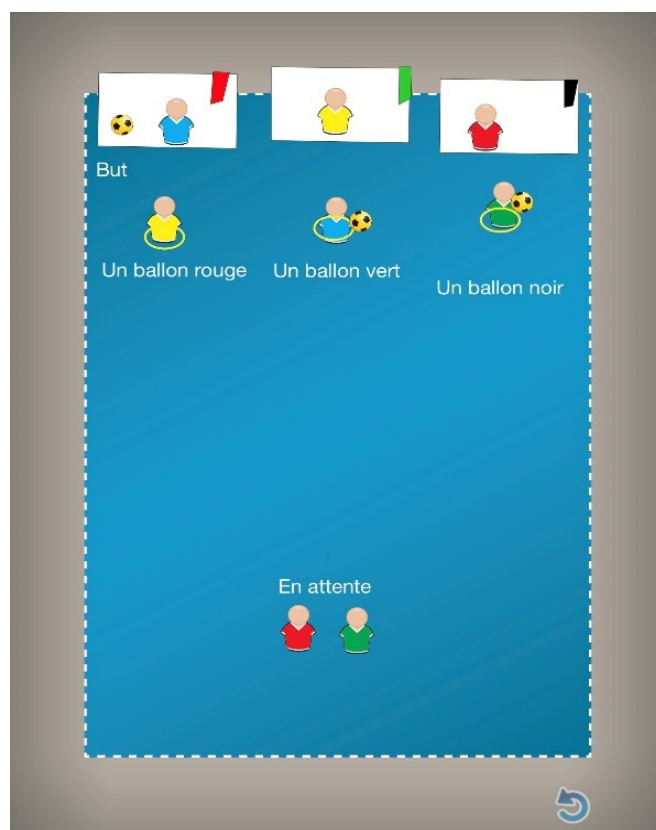 But
Un ballon rouge
Un ballon vert
Un ballon noir
En attente